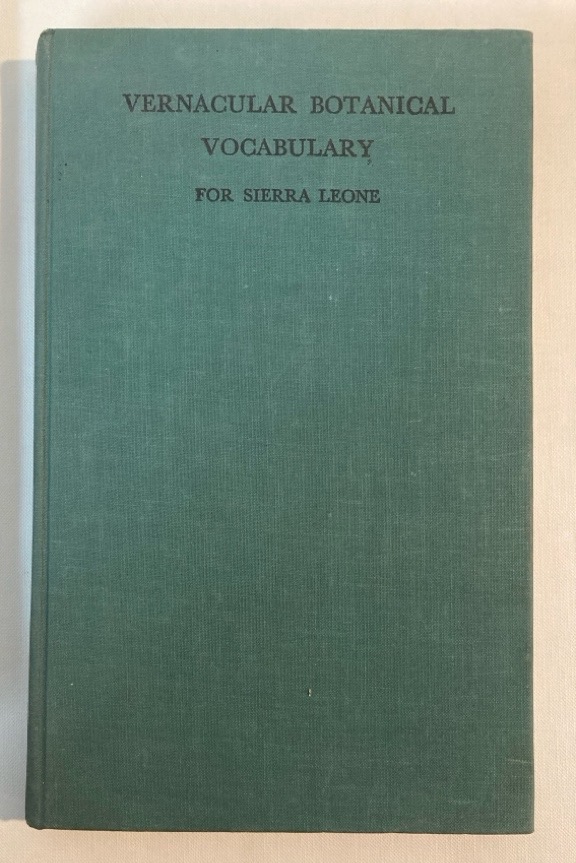 VERNACULAR BOTANICAL
VOCABULARY
FOR SIERRA LEONE